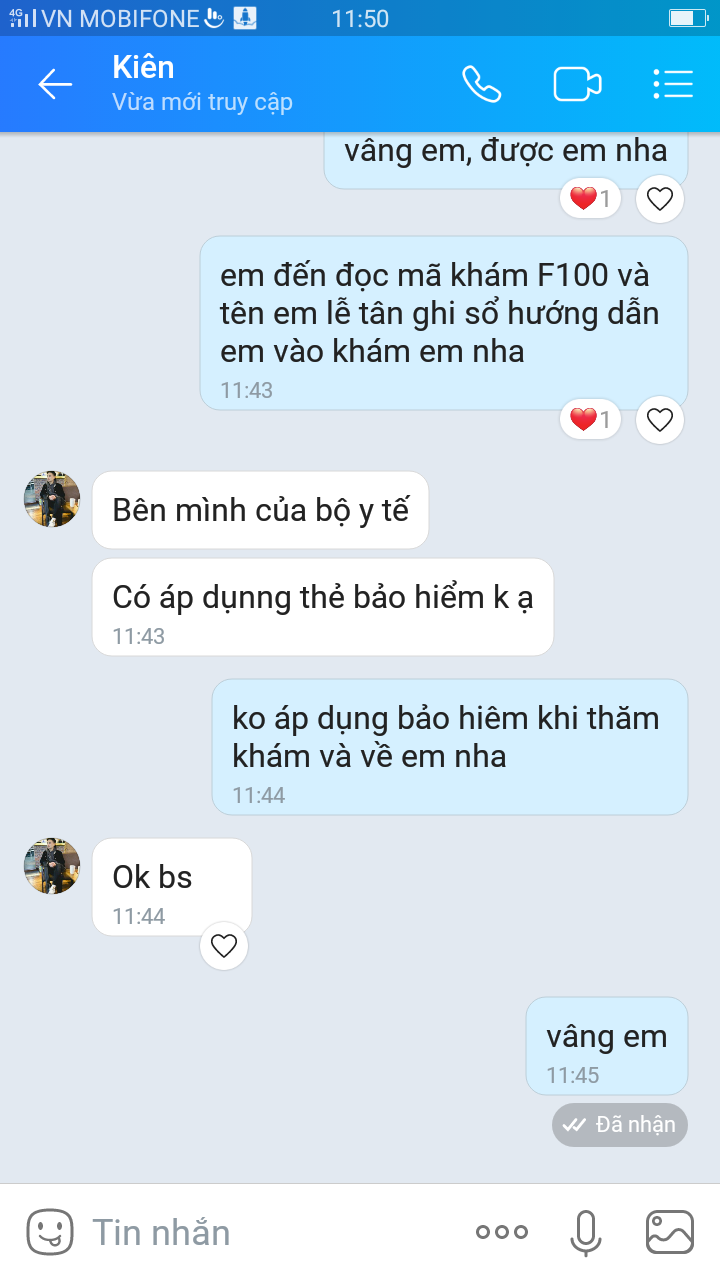 4G VN MOBIFONE 11:50
Kiên
Vừa mới truy cập
vâng em, được em nha
1
em đến đọc mã khám F100 và
tên em lễ tân ghi sổ hướng dẫn
em vào khám em nha
11:43
1
Bên mình của bộ y tế
Có áp dụnng thẻ bảo hiểm k ạ
11:43
ko áp dụng bảo hiêm khi thăm
khám và về em nha
11:44
Ok bs
11:44
vâng em
11:45
Đã nhận
Tin nhắn